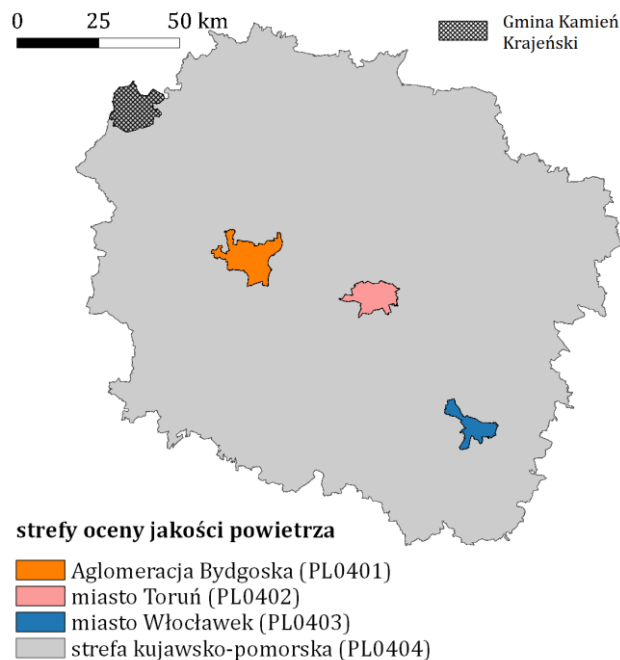 0 25 50 km
Gmina Kamień
Krajeński
strefy oceny jakości powietrza
Aglomeracja Bydgoska (PL0401)
miasto Toruń (PL0402)
miasto Włocławek (PL0403)
strefa kujawsko-pomorska (PL0404)